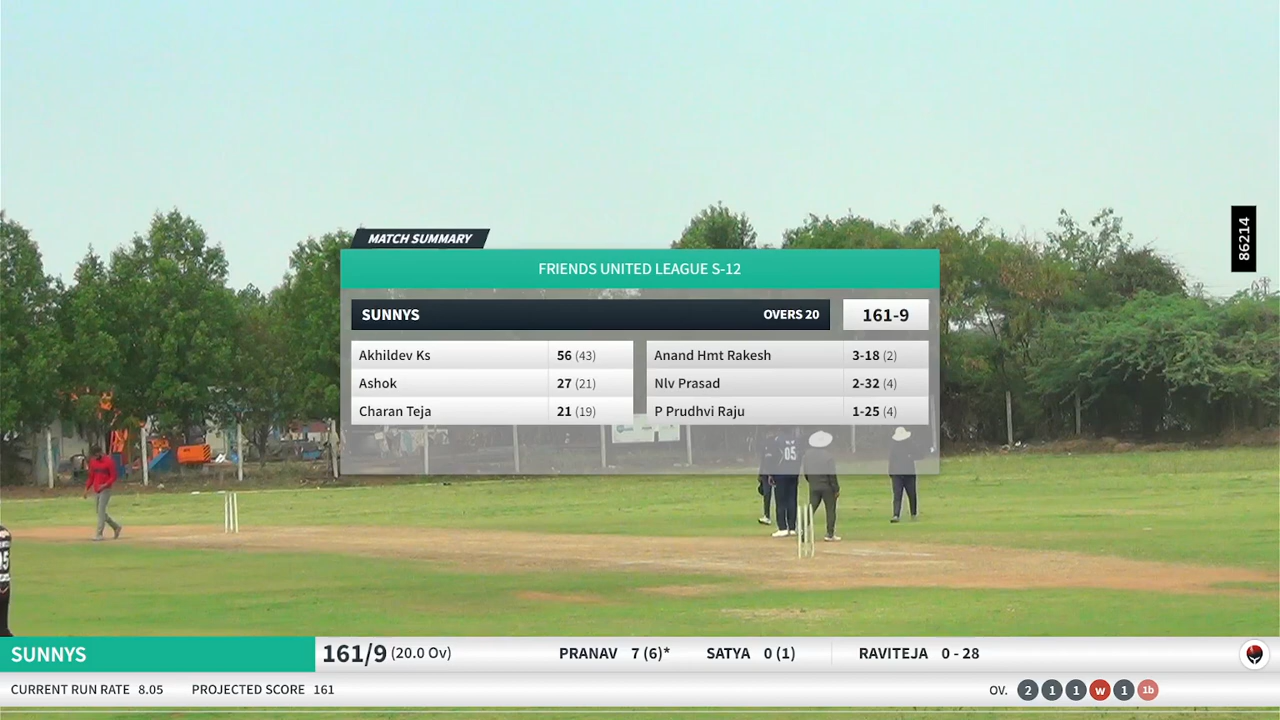 86214
MATCH SUMMARY
FRIENDS UNITED LEAGUE S-12
SUNNYS OVERS 20 161-9
Akhildev Ks 56 (43) Anand Hmt Rakesh 3-18 (2)
Ashok 27 (21) Nlv Prasad 2-32 (4)
Charan Teja 21 (19) P Prudhvi Raju 1-25 (4)
05
05
SUNNYS 161/9 (20.0 Ov) PRANAV 7 (6)* SATYA 0 (1) RAVITEJA 0 - 28
CURRENT RUN RATE 8.05 PROJECTED SCORE 161 OV. 2 1 1 w 1 1b